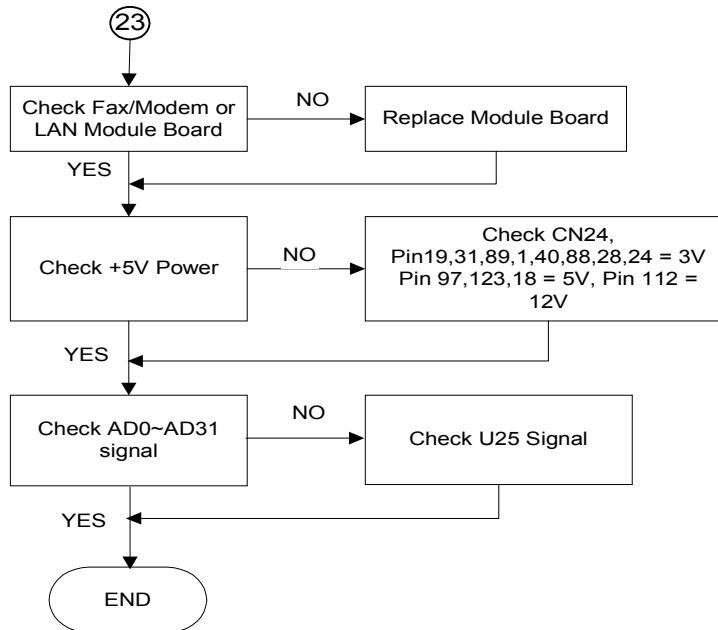 23
Check Fax/Modem or
LAN Module Board
NO
Replace Module Board
YES
Check +5V Power
NO
Check CN24,
Pin19,31,89,1,40,88,28,24 = 3V
Pin 97,123,18 = 5V, Pin 112 =
12V
YES
Check AD0~AD31
signal
NO
Check U25 Signal
YES
END